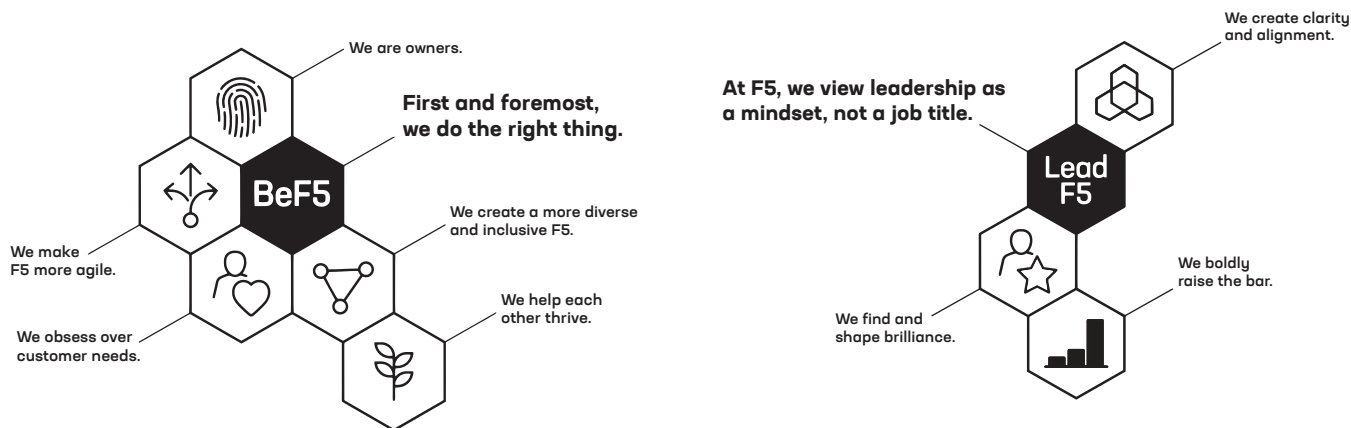 We are owners.
First and foremost,
we do the right thing.
BeF5
We create a more diverse
and inclusive F5.
We make
F5 more agile.
We help each
other thrive.
We obsess over
customer needs.
We create clarity
and alignment.
At F5, we view leadership as
a mindset, not a job title.
Lead
F5
We boldly
raise the bar.
We find and
shape brilliance.